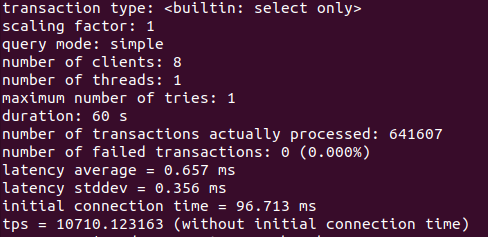 transaction type: <builtin: select only>
scaling factor: 1
query mode: simple
number of clients: 8
number of threads: 1
maximum number of tries: 1
duration: 60 s
number of transactions actually processed: 641607
number of failed transactions: 0 (0.000%)
latency average = 0.657 ms
latency stddev = 0.356 ms
initial connection time = 96.713 ms
tps = 10710.123163 (without initial connection time)